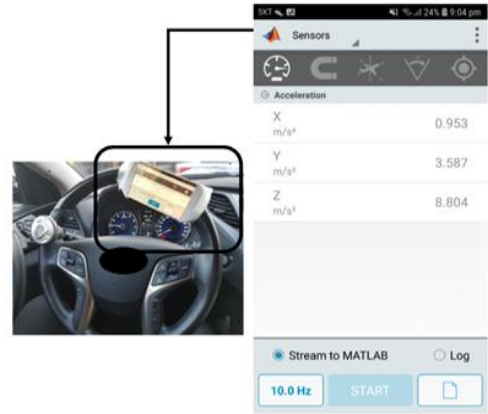 SKT 24% 9:04 pm
Sensors
Acceleration
X
m/s² 0.953
Y
m/s² 3.587
Z
m/s² 8.804
Stream to MATLAB Log
10.0 Hz START